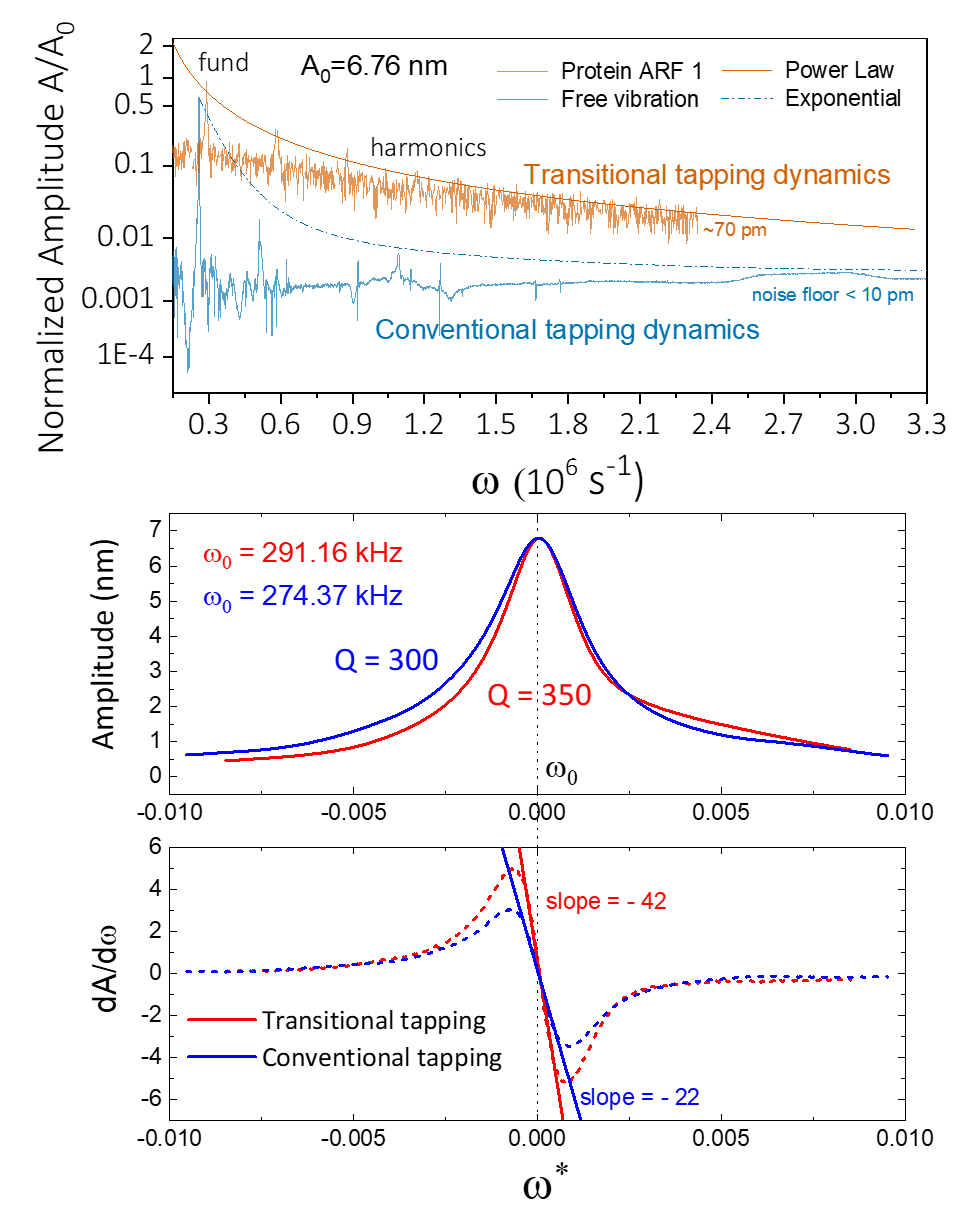 Normalized Amplitude A/A0
2
1
0.5
0.1
0.01
0.001
1E-4
fund
A0=6.76 nm
harmonics
Protein ARF 1
Power Law
Free vibration
Exponential
Transitional tapping dynamics
~70 pm
noise floor < 10 pm
Conventional tapping dynamics
0.3 0.6 0.9 1.2 1.5 1.8 2.1 2.4 2.7 3.0 3.3
ω (10^6 s^-1)
Amplitude (nm)
7
6
5
4
3
2
1
0
ω0 = 291.16 kHz
ω0 = 274.37 kHz
Q = 300
Q = 350
ω0
-0.010 -0.005 0.000 0.005 0.010
dA/dω
6
4
2
0
-2
-4
-6
slope = - 42
Transitional tapping
Conventional tapping
slope = - 22
-0.010 -0.005 0.000 0.005 0.010
ω*